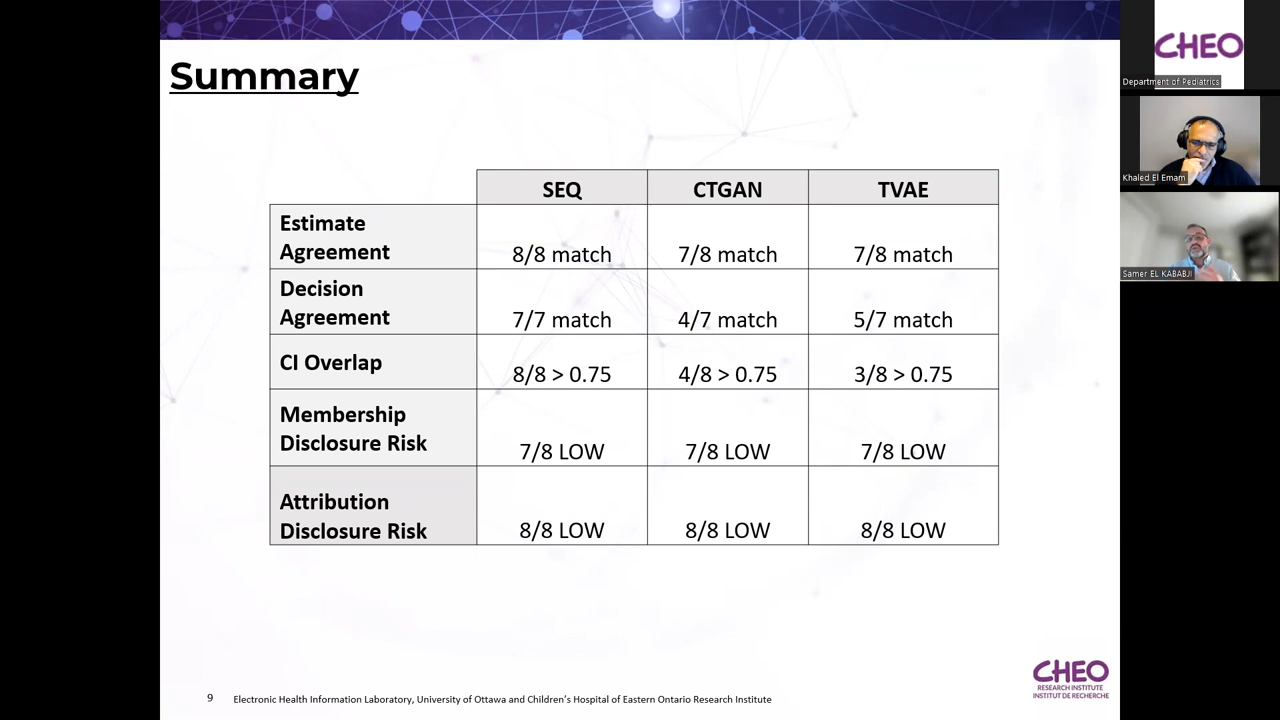 Summary
SEQ CTGAN TVAE
Estimate
Agreement 8/8 match 7/8 match 7/8 match
Decision
Agreement 7/7 match 4/7 match 5/7 match
CI Overlap 8/8 > 0.75 4/8 > 0.75 3/8 > 0.75
Membership
Disclosure Risk 7/8 LOW 7/8 LOW 7/8 LOW
Attribution
Disclosure Risk 8/8 LOW 8/8 LOW 8/8 LOW
9 Electronic Health Information Laboratory, University of Ottawa and Children's Hospital of Eastern Ontario Research Institute
CHEO
RESEARCH INSTITUTE
INSTITUT DE RECHERCHE
CHEO
Department of Pediatrics
Khaled El Emam
Samer EL KABABJI